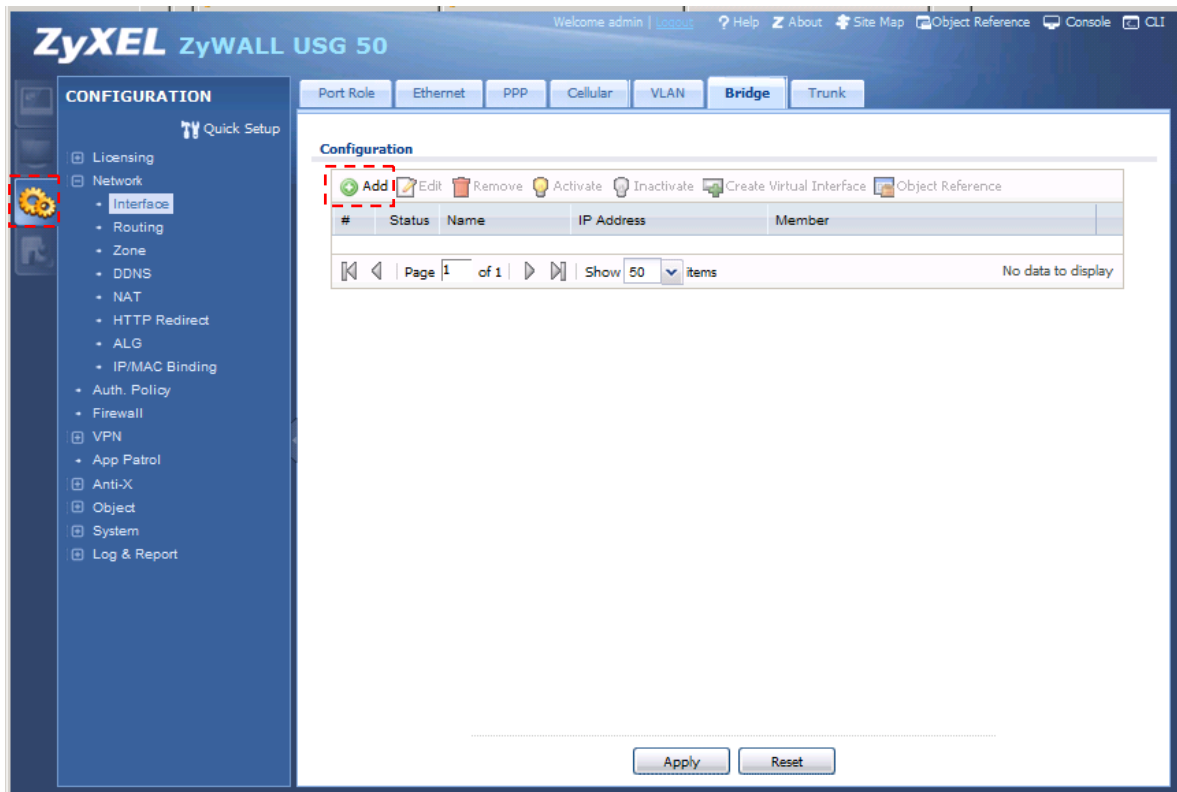 Welcome admin | Logout ? Help Z About Site Map Object Reference Console CLI
ZyXEL ZyWALL USG 50
CONFIGURATION
Quick Setup
Licensing
Network
Interface
Routing
Zone
DDNS
NAT
HTTP Redirect
ALG
IP/MAC Binding
Auth. Policy
Firewall
VPN
App Patrol
Anti-X
Object
System
Log & Report
Port Role Ethernet PPP Cellular VLAN Bridge Trunk
Configuration
Add Edit Remove Activate Inactivate Create Virtual Interface Object Reference
# Status Name IP Address Member
Page 1 of 1 Show 50 items No data to display
Apply Reset